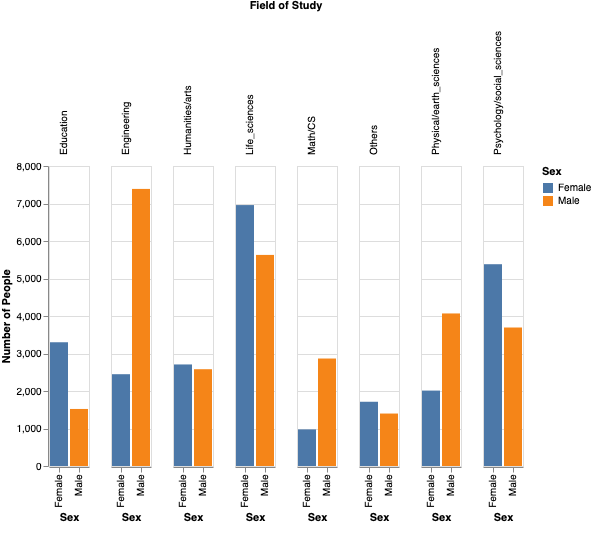 Field of Study
Education
Engineering
Humanities/arts
Life_sciences
Math/CS
Others
Physical/earth_sciences
Psychology/social_sciences
Number of People
8,000
7,000
6,000
5,000
4,000
3,000
2,000
1,000
0
Female Male Female Male Female Male Female Male Female Male Female Male Female Male Female Male
Sex Sex Sex Sex Sex Sex Sex Sex
Sex
Female
Male